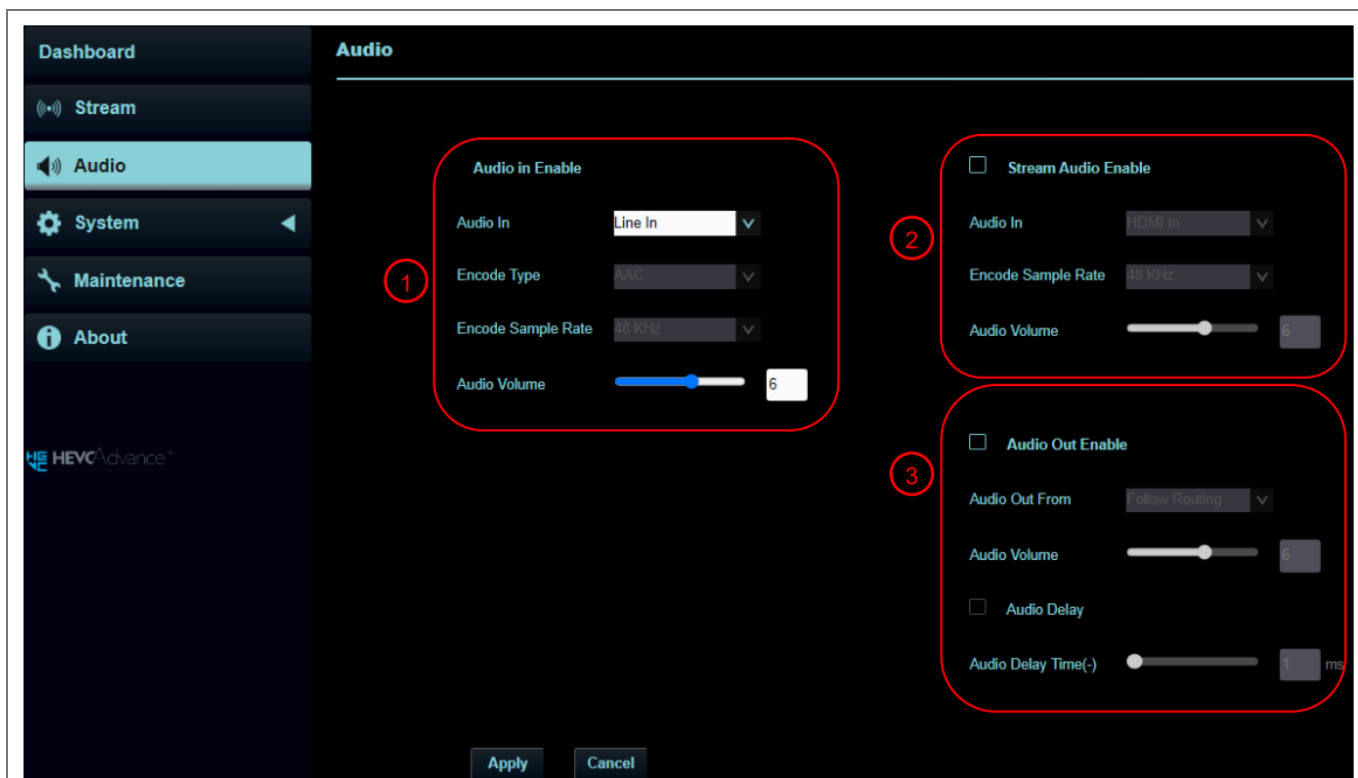 Dashboard
Stream
Audio
System
Maintenance
About
HEVCAdvance™
Audio
1
Audio in Enable
Audio In Line In
Encode Type AAC
Encode Sample Rate 48 KHz
Audio Volume 6
2
Stream Audio Enable
Audio In HDMI In
Encode Sample Rate 48 KHz
Audio Volume 6
3
Audio Out Enable
Audio Out From Follow Routing
Audio Volume 6
Audio Delay
Audio Delay Time(-) 1 ms
Apply Cancel